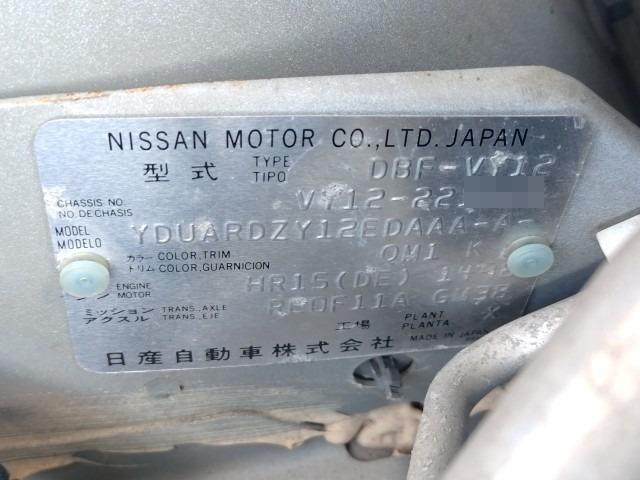 NISSAN MOTOR CO.,LTD. JAPAN
型式 TYPE TIPO DBF-VY12
CHASSIS NO. NO. DE CHASIS VY12-22
MODEL MODELO YDUARDZY12EDAAA-A-
カラー COLOR, TRIM トリム COLOR, GUARNICION QM1 K
ENGINE MOTOR HR15(DE)
ミッション TRANS., AXLE アクスル TRANS., EJE RE0F11A
工場 PLANT PLANTA X MADE IN JAPAN
日産自動車株式会社